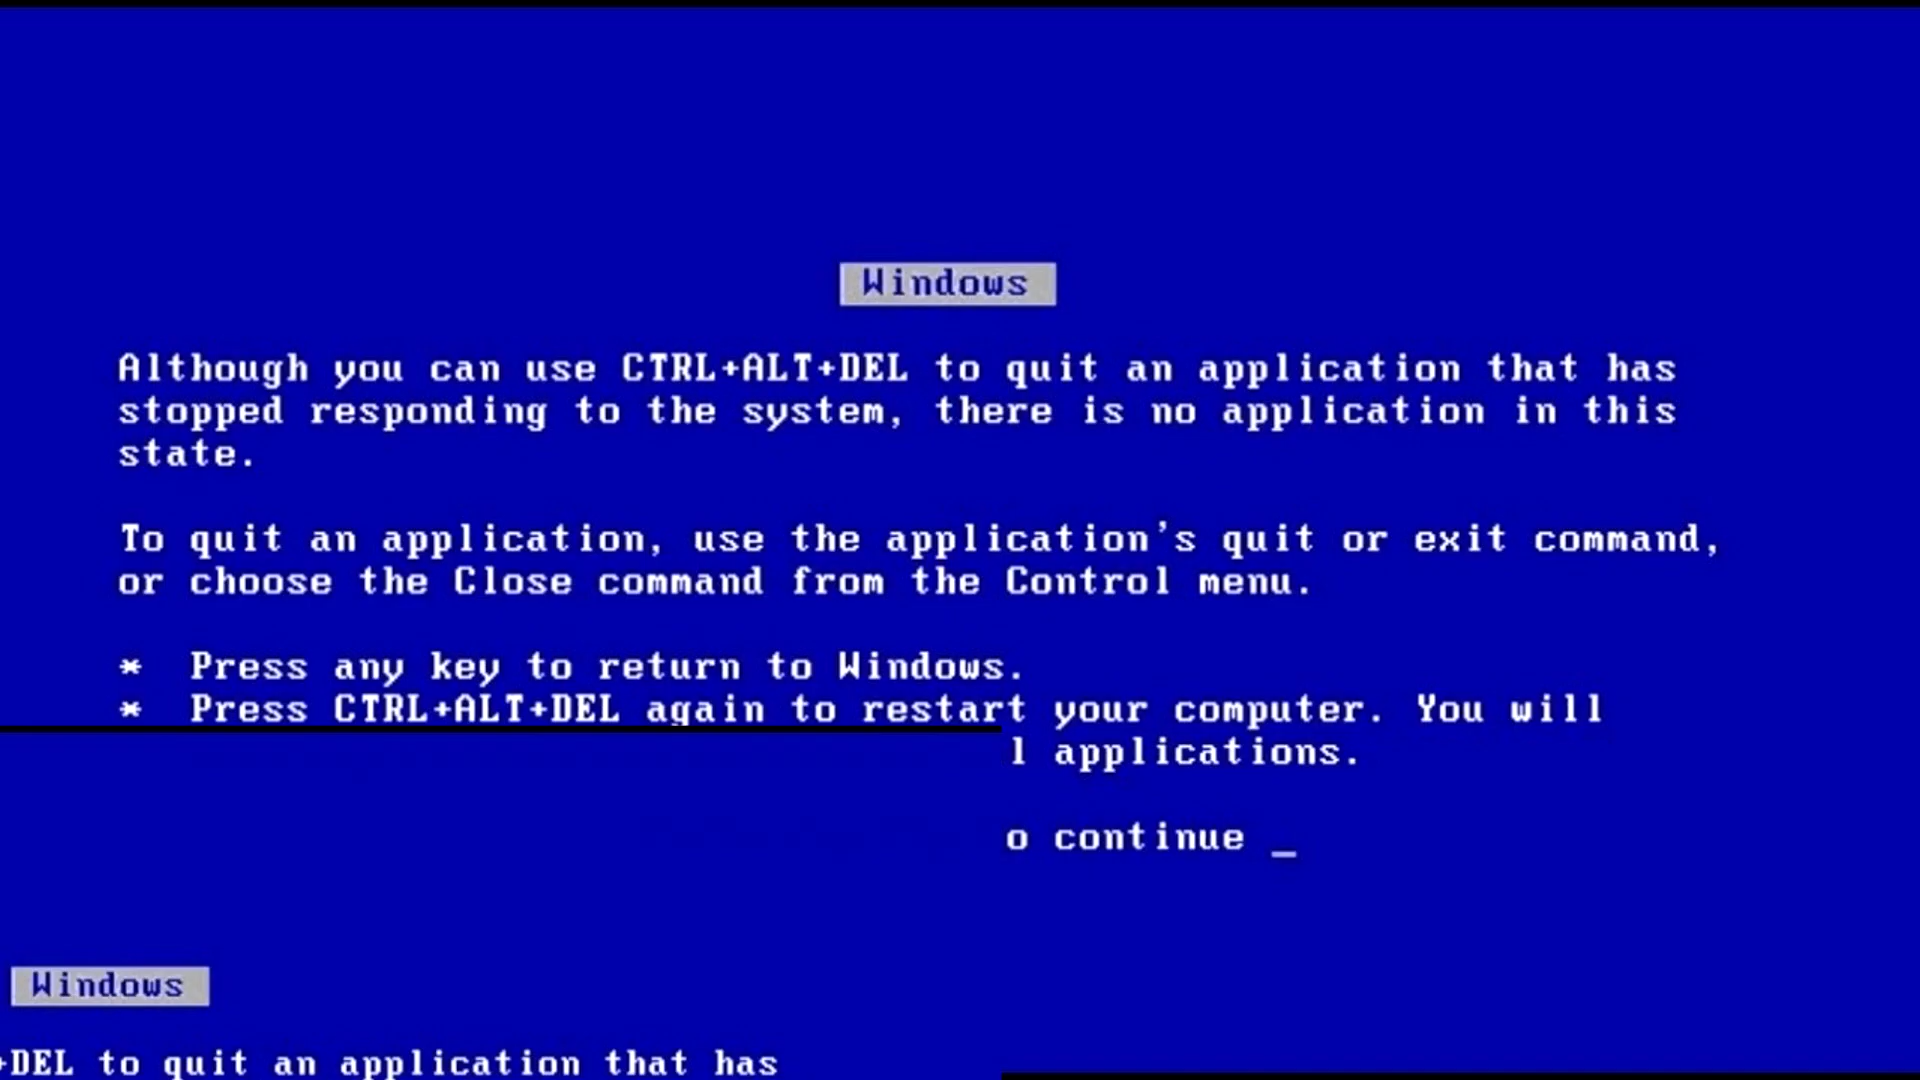 Windows
Although you can use CTRL+ALT+DEL to quit an application that has
stopped responding to the system, there is no application in this
state.
To quit an application, use the application's quit or exit command,
or choose the Close command from the Control menu.
* Press any key to return to Windows.
* Press CTRL+ALT+DEL again to restart your computer. You will
l applications.
o continue _
Windows
+DEL to quit an application that has